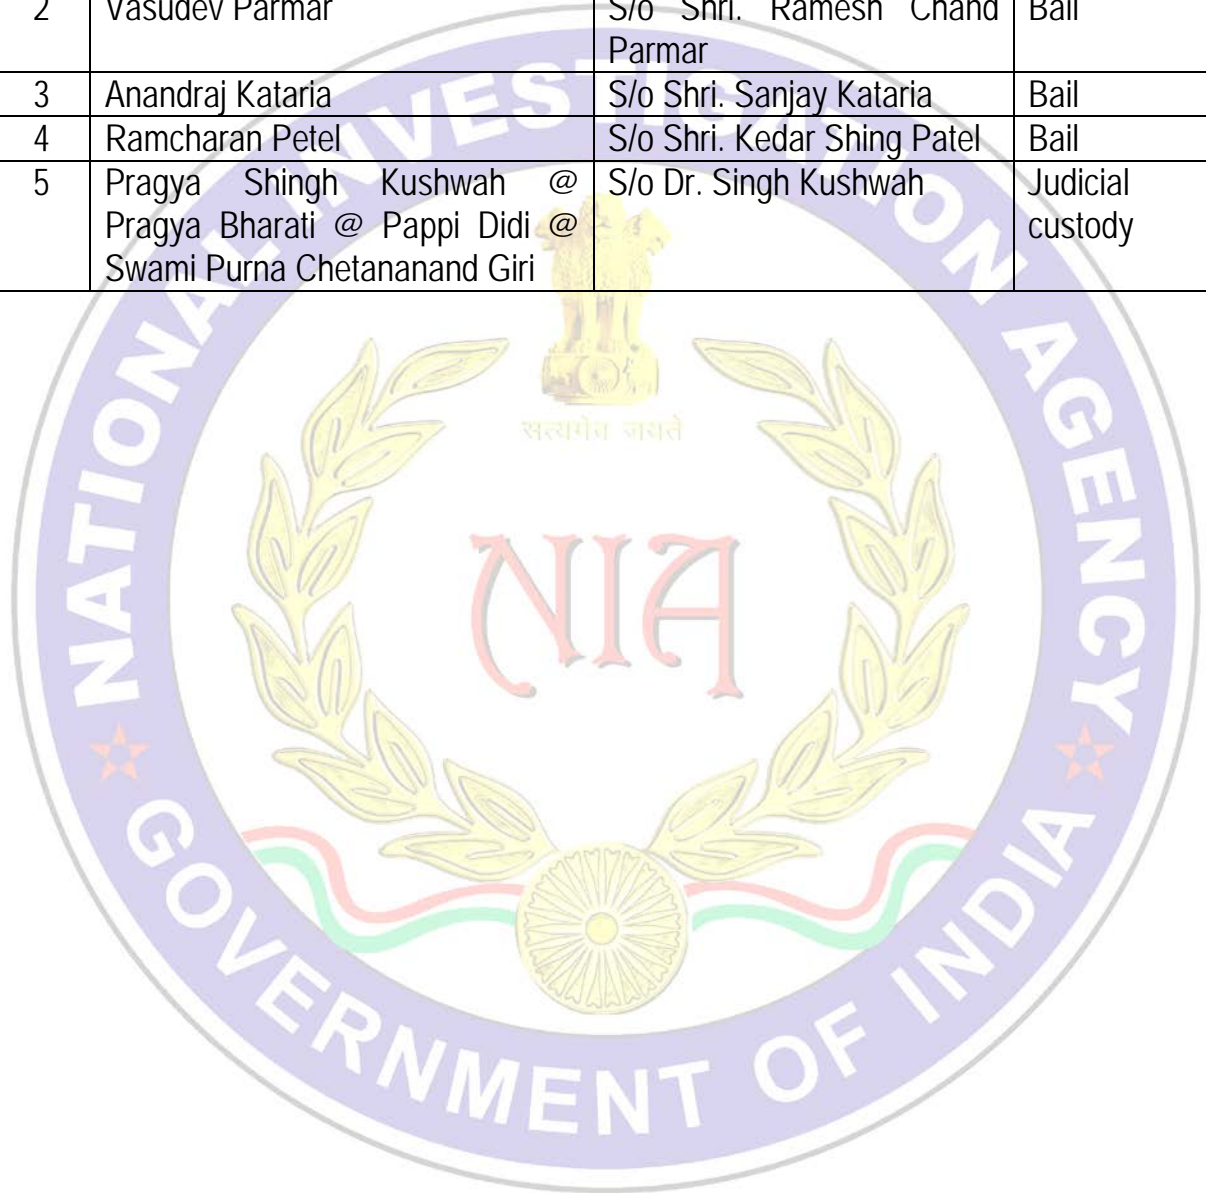 2 Vasudev Parmar S/o Shri. Ramesh Chand Bail
Parmar
3 Anandraj Kataria S/o Shri. Sanjay Kataria Bail
4 Ramcharan Petel S/o Shri. Kedar Shing Patel Bail
5 Pragya Shingh Kushwah @ S/o Dr. Singh Kushwah Judicial
Pragya Bharati @ Pappi Didi @ custody
Swami Purna Chetananand Giri
NATIONAL INVESTIGATION AGENCY
सत्यमेव जयते
NIA
GOVERNMENT OF INDIA